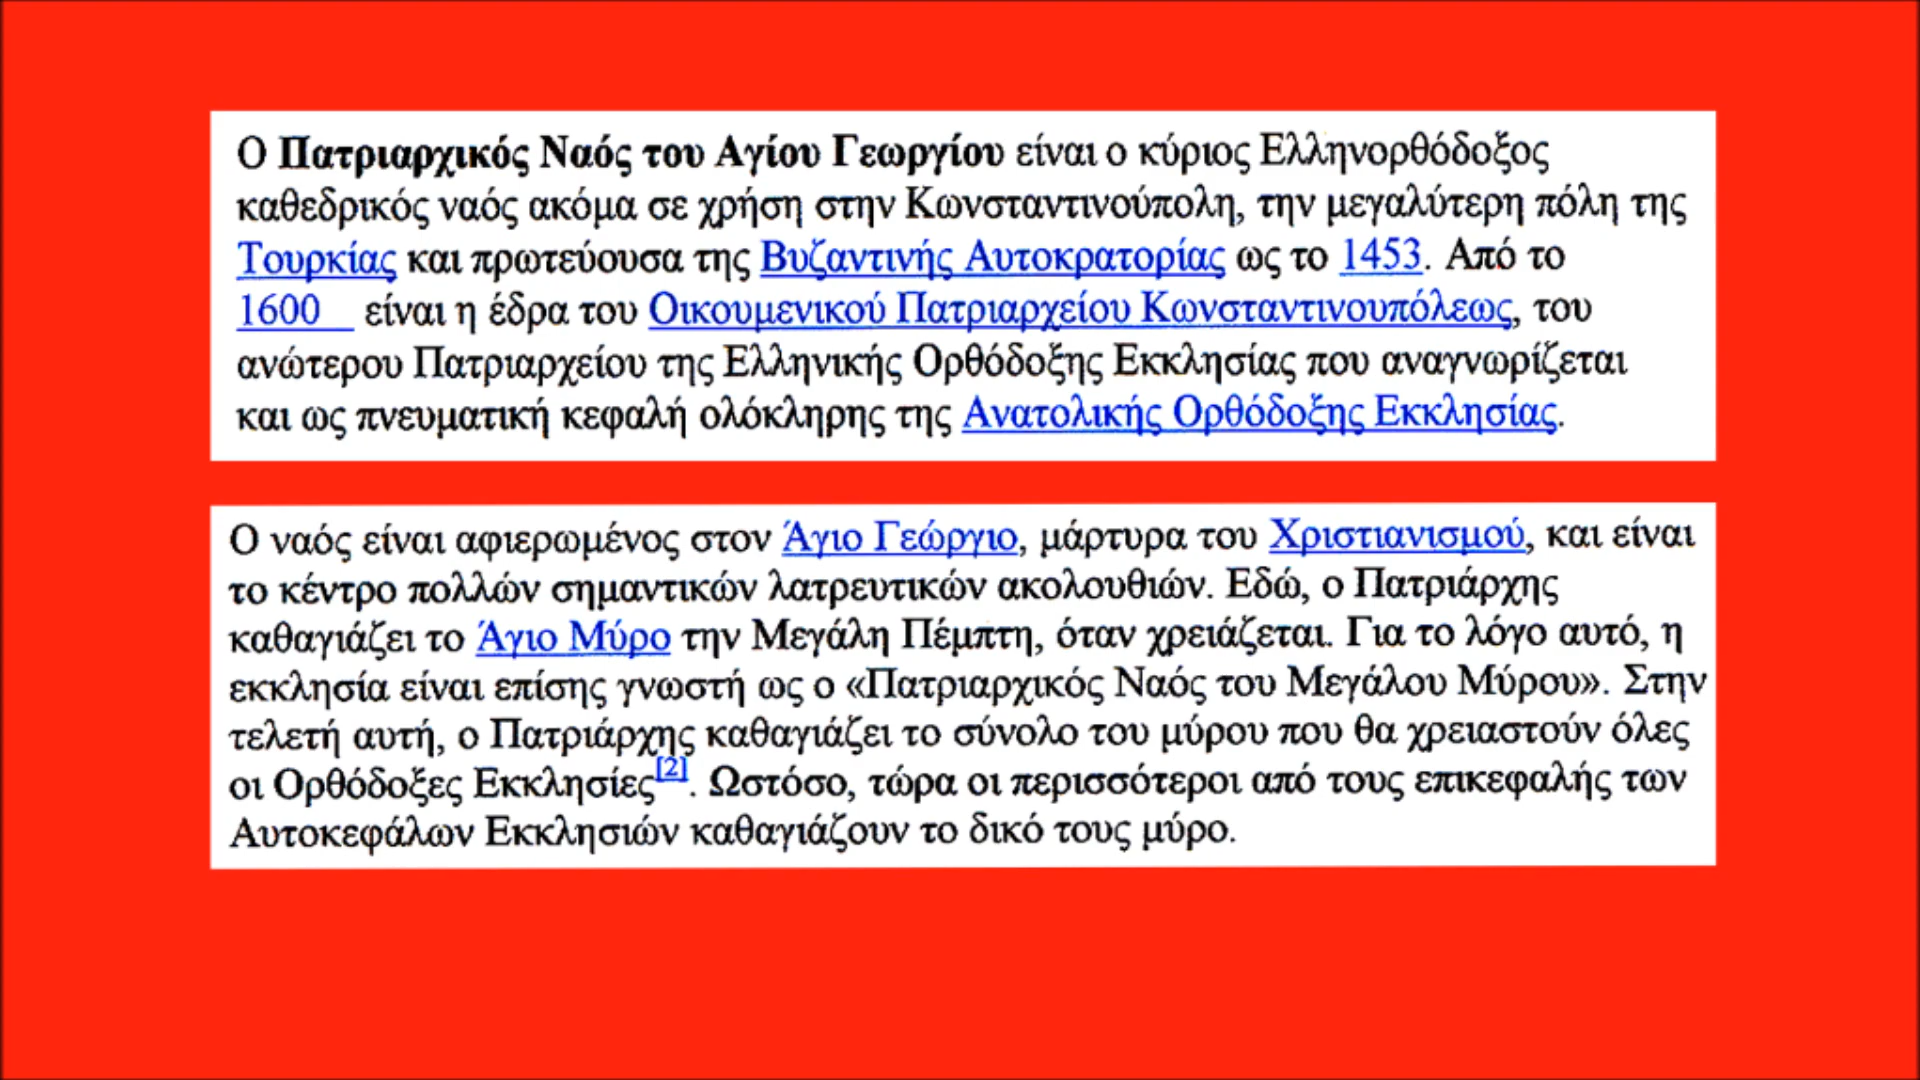 Ο Πατριαρχικός Ναός του Αγίου Γεωργίου είναι ο κύριος Ελληνορθόδοξος
καθεδρικός ναός ακόμα σε χρήση στην Κωνσταντινούπολη, την μεγαλύτερη πόλη της
Τουρκίας και πρωτεύουσα της Βυζαντινής Αυτοκρατορίας ως το 1453. Από το
1600 είναι η έδρα του Οικουμενικού Πατριαρχείου Κωνσταντινουπόλεως, του
ανώτερου Πατριαρχείου της Ελληνικής Ορθόδοξης Εκκλησίας που αναγνωρίζεται
και ως πνευματική κεφαλή ολόκληρης της Ανατολικής Ορθόδοξης Εκκλησίας.
Ο ναός είναι αφιερωμένος στον Άγιο Γεώργιο, μάρτυρα του Χριστιανισμού, και είναι
το κέντρο πολλών σημαντικών λατρευτικών ακολουθιών. Εδώ, ο Πατριάρχης
καθαγιάζει το Άγιο Μύρο την Μεγάλη Πέμπτη, όταν χρειάζεται. Για το λόγο αυτό, η
εκκλησία είναι επίσης γνωστή ως ο «Πατριαρχικός Ναός του Μεγάλου Μύρου». Στην
τελετή αυτή, ο Πατριάρχης καθαγιάζει το σύνολο του μύρου που θα χρειαστούν όλες
οι Ορθόδοξες Εκκλησίες[2]. Ωστόσο, τώρα οι περισσότεροι από τους επικεφαλής των
Αυτοκεφάλων Εκκλησιών καθαγιάζουν το δικό τους μύρο.